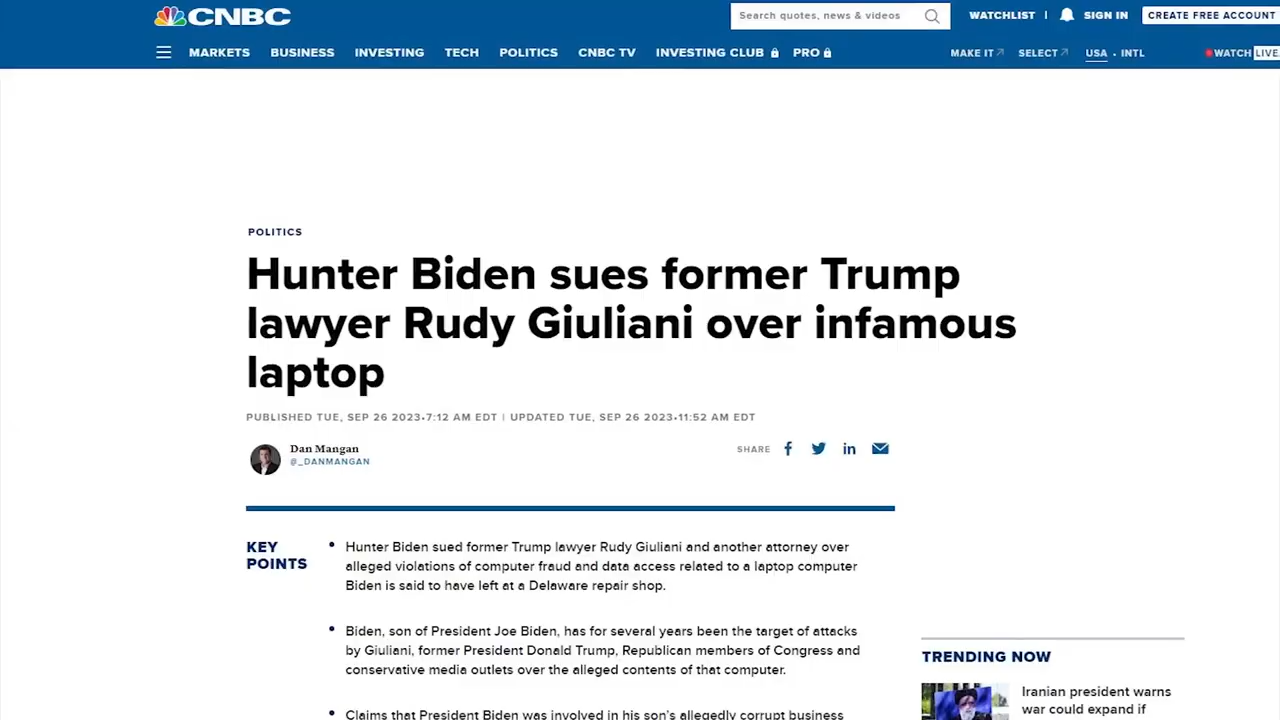 CNBC
Search quotes, news & videos
WATCHLIST
SIGN IN
CREATE FREE ACCOUNT
MARKETS BUSINESS INVESTING TECH POLITICS CNBC TV INVESTING CLUB PRO
MAKE IT SELECT USA • INTL WATCH LIVE
POLITICS
Hunter Biden sues former Trump
lawyer Rudy Giuliani over infamous
laptop
PUBLISHED TUE, SEP 26 2023•7:12 AM EDT | UPDATED TUE, SEP 26 2023•11:52 AM EDT
Dan Mangan
@_DANMANGAN
SHARE
KEY
POINTS
• Hunter Biden sued former Trump lawyer Rudy Giuliani and another attorney over
alleged violations of computer fraud and data access related to a laptop computer
Biden is said to have left at a Delaware repair shop.
• Biden, son of President Joe Biden, has for several years been the target of attacks
by Giuliani, former President Donald Trump, Republican members of Congress and
conservative media outlets over the alleged contents of that computer.
• Claims that President Biden was involved in his son's allegedly corrupt business
TRENDING NOW
Iranian president warns
war could expand if